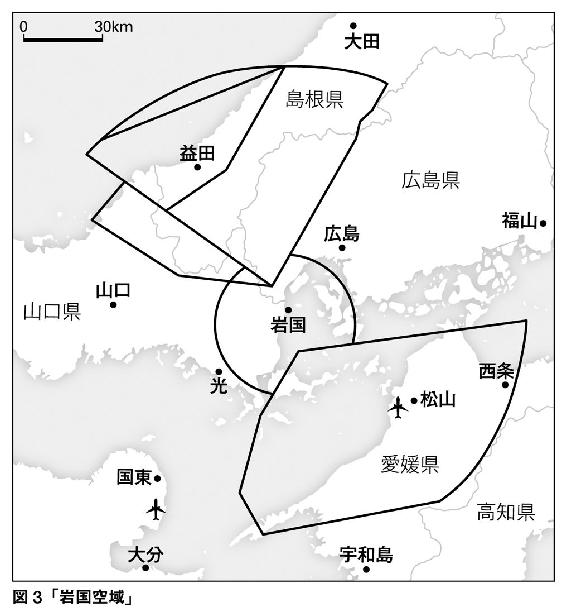 0 30km
大田
島根県
益田
広島県
福山
広島
山口
山口県
岩国
光
西条
松山
愛媛県
国東
高知県
大分
宇和島
図3「岩国空域」